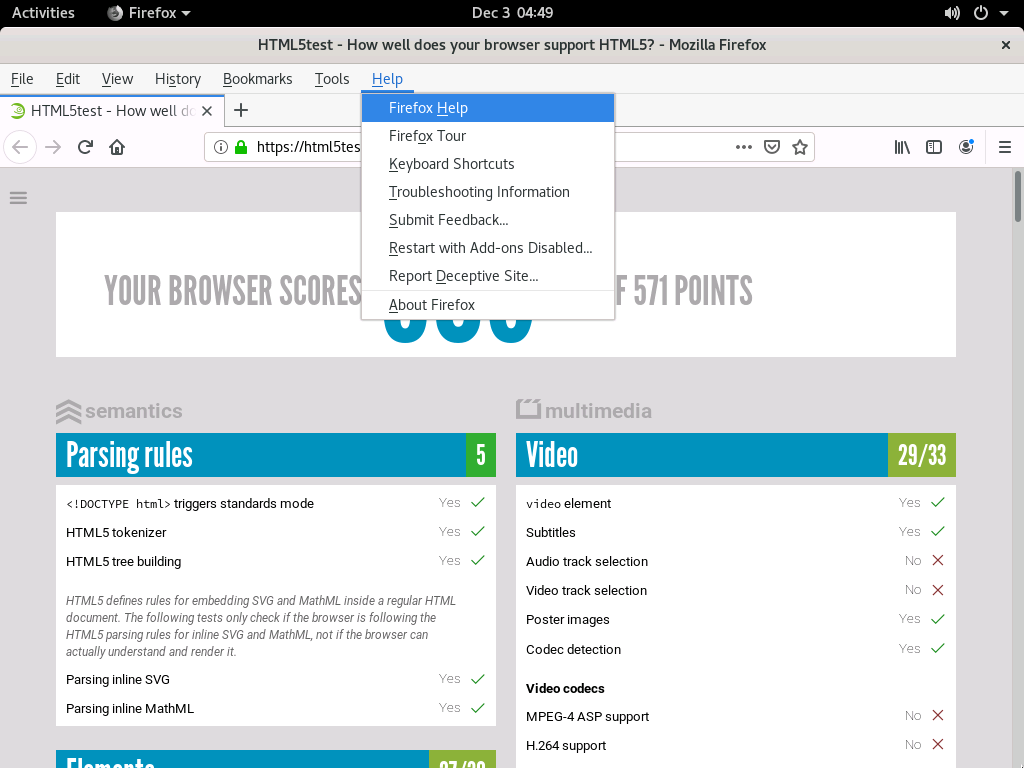 Activities Firefox Dec 3 04:49
HTML5test - How well does your browser support HTML5? - Mozilla Firefox
File Edit View History Bookmarks Tools Help
HTML5test - How well d
https://html5tes
Firefox Help
Firefox Tour
Keyboard Shortcuts
Troubleshooting Information
Submit Feedback...
Restart with Add-ons Disabled...
Report Deceptive Site...
About Firefox
YOUR BROWSER SCORES F 571 POINTS
semantics
Parsing rules 5
<!DOCTYPE html> triggers standards mode Yes
HTML5 tokenizer Yes
HTML5 tree building Yes
HTML5 defines rules for embedding SVG and MathML inside a regular HTML
document. The following tests only check if the browser is following the
HTML5 parsing rules for inline SVG and MathML, not if the browser can
actually understand and render it.
Parsing inline SVG Yes
Parsing inline MathML Yes
Elements
multimedia
Video 29/33
video element Yes
Subtitles Yes
Audio track selection No
Video track selection No
Poster images Yes
Codec detection Yes
Video codecs
MPEG-4 ASP support No
H.264 support No